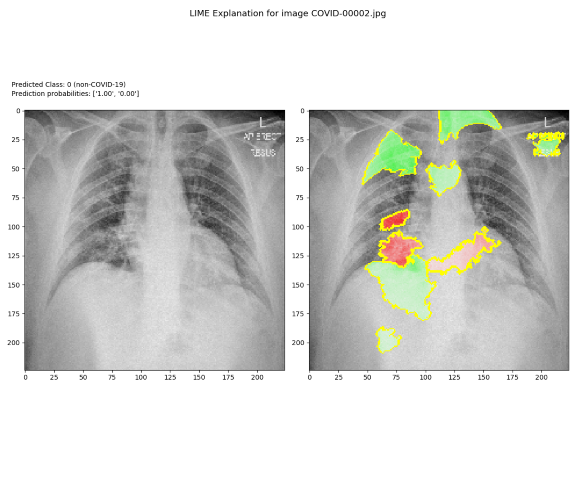 LIME Explanation for image COVID-00002.jpg
Predicted Class: 0 (non-COVID-19)
Prediction probabilities: ['1.00', '0.00']
0
25
50
75
100
125
150
175
200
0 25 50 75 100 125 150 175 200
L
0
25
50
75
100
125
150
175
200
0 25 50 75 100 125 150 175 200
L